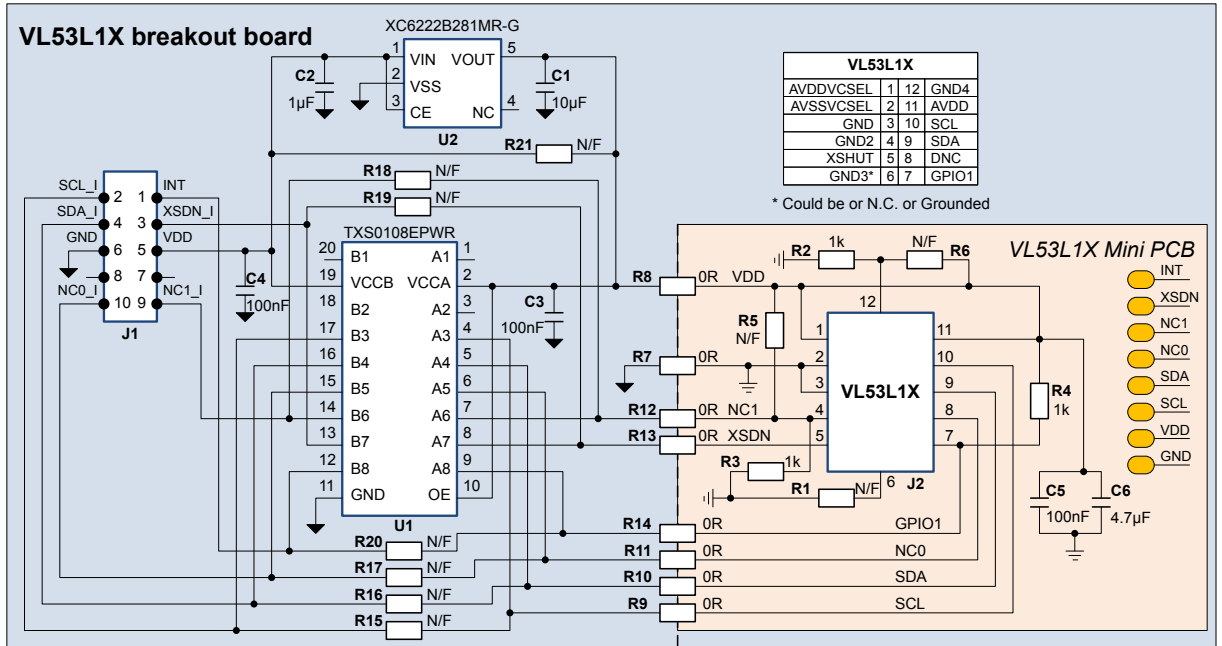 VL53L1X breakout board
XC6222B281MR-G
1 VIN VOUT 5
2 VSS
3 CE NC 4
U2
C2
1µF
C1
10µF
R21 N/F
R18 N/F
R19 N/F
VL53L1X
AVDDVCSEL 1 12 GND4
AVSSVCSEL 2 11 AVDD
GND 3 10 SCL
GND2 4 9 SDA
XSHUT 5 8 DNC
GND3* 6 7 GPIO1
* Could be or N.C. or Grounded
SCL_I 2 1 INT
SDA_I 4 3 XSDN_I
GND 6 5 VDD
8 7
NC0_I 10 9 NC1_I
J1
C4
100nF
TXS0108EPWR
20 B1 A1 1
19 VCCB VCCA 2
18 B2 A2 3
17 B3 A3 4
16 B4 A4 5
15 B5 A5 6
14 B6 A6 7
13 B7 A7 8
12 B8 A8 9
11 GND OE 10
U1
C3
100nF
R20 N/F
R17 N/F
R16 N/F
R15 N/F
VL53L1X Mini PCB
R2 1k
N/F R6
R8 0R VDD
R5
N/F
R7 0R
R12 0R NC1
R13 0R XSDN
R3 1k
R1 N/F
12
1 11
2 10
3 9
VL53L1X
4 8
5 7
6
J2
R4
1k
C5
100nF
C6
4.7µF
R14 0R GPIO1
R11 0R NC0
R10 0R SDA
R9 0R SCL
INT
XSDN
NC1
NC0
SDA
SCL
VDD
GND